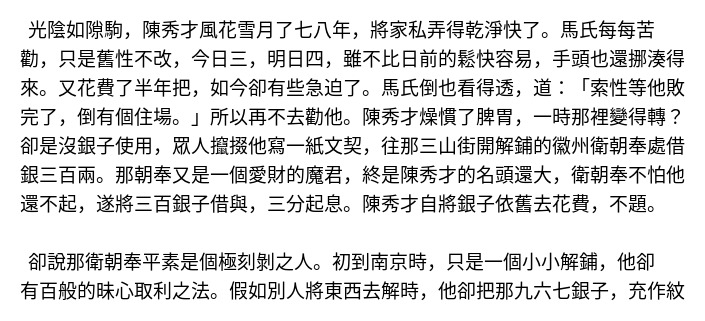 光陰如隙駒，陳秀才風花雪月了七八年，將家私弄得乾淨快了。馬氏每每苦
勸，只是舊性不改，今日三，明日四，雖不比日前的鬆快容易，手頭也還挪湊得
來。又花費了半年把，如今卻有些急迫了。馬氏倒也看得透，道：「索性等他敗
完了，倒有個住場。」所以再不去勸他。陳秀才燥慣了脾胃，一時那裡變得轉？
卻是沒銀子使用，眾人攛掇他寫一紙文契，往那三山街開解鋪的徽州衛朝奉處借
銀三百兩。那朝奉又是一個愛財的魔君，終是陳秀才的名頭還大，衛朝奉不怕他
還不起，遂將三百銀子借與，三分起息。陳秀才自將銀子依舊去花費，不題。
卻說那衛朝奉平素是個極刻剝之人。初到南京時，只是一個小小解鋪，他卻
有百般的昧心取利之法。假如別人將東西去解時，他卻把那九六七銀子，充作紋